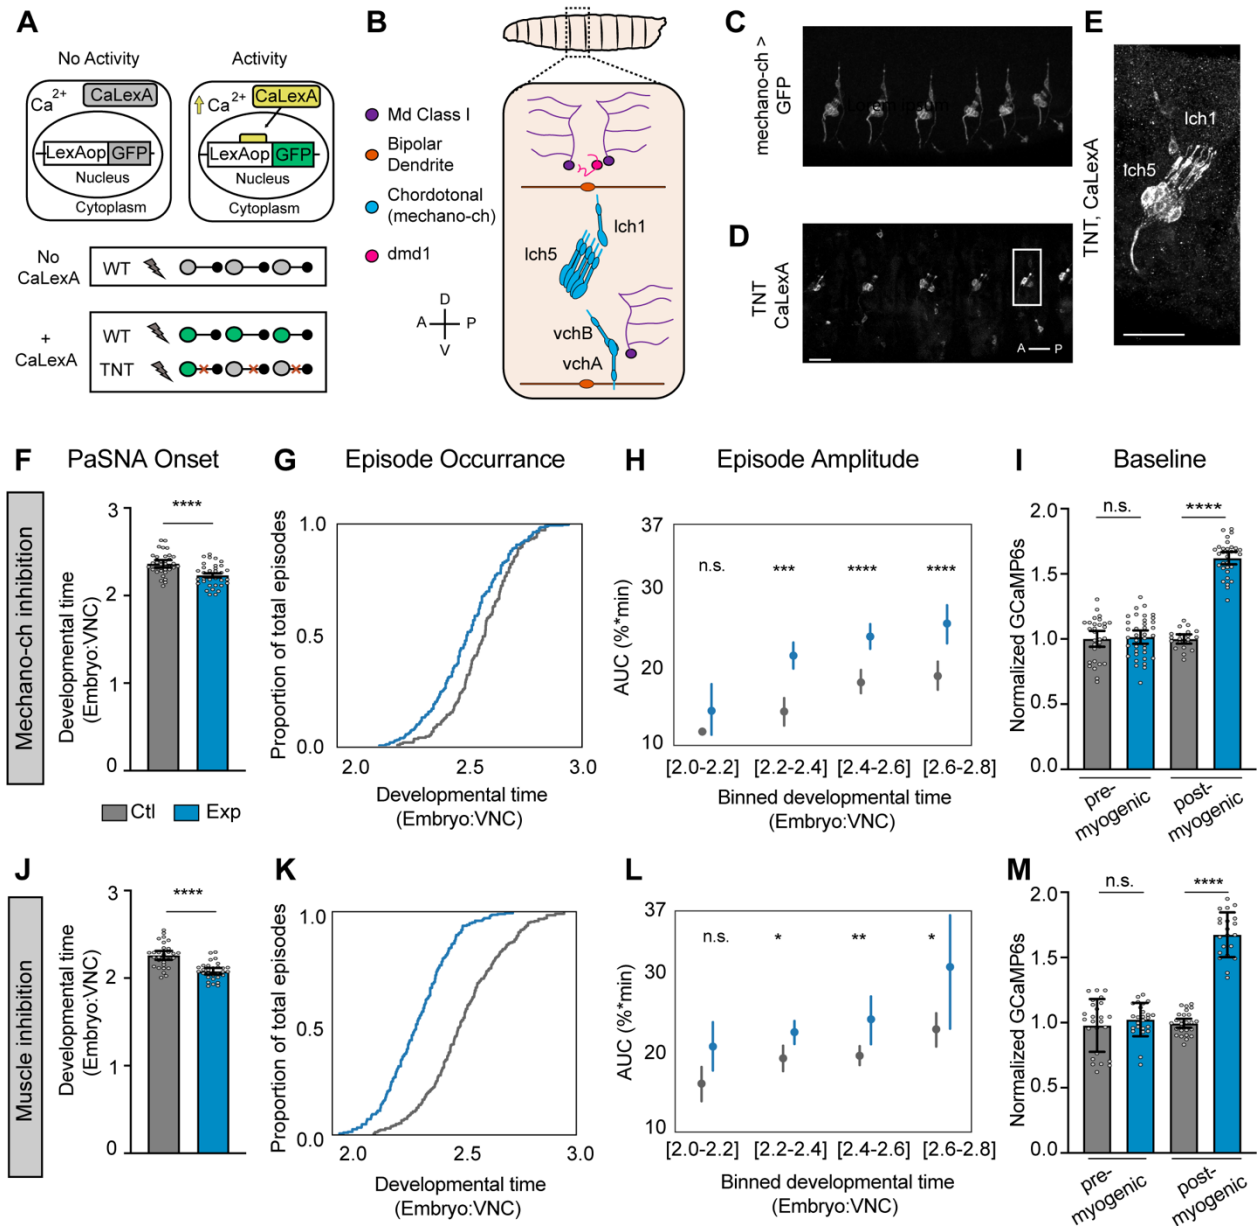 A
No Activity
Activity
Ca2+
CaLexA
Ca2+
CaLexA
LexAop
GFP
LexAop
GFP
Nucleus
Nucleus
Cytoplasm
Cytoplasm
No
CaLexA
WT
+
CaLexA
WT
TNT
B
Md Class I
Bipolar
Dendrite
Chordotonal
(mechano-ch)
dmd1
D
A
P
V
lch1
lch5
vchB
vchA
C
mechano-ch >
GFP
Lorem ipsum
D
TNT
CaLexA
A
P
E
TNT, CaLexA
lch1
lch5
Mechano-ch inhibition
F
PaSNA Onset
Developmental time
(Embryo:VNC)
3
2
1
0
****
Ctl
Exp
G
Episode Occurrance
Proportion of total episodes
1.0
0.5
0.0
2.0
2.5
3.0
Developmental time
(Embryo:VNC)
H
Episode Amplitude
AUC (%*min)
37
30
20
10
n.s.
***
****
****
[2.0-2.2]
[2.2-2.4]
[2.4-2.6]
[2.6-2.8]
Binned developmental time
(Embryo:VNC)
I
Baseline
Normalized GCaMP6s
2.0
1.5
1.0
0.5
0.0
n.s.
****
pre-
myogenic
post-
myogenic
Muscle inhibition
J
Developmental time
(Embryo:VNC)
3
2
1
0
****
K
Proportion of total episodes
1.0
0.5
0.0
2.0
2.5
3.0
Developmental time
(Embryo:VNC)
L
AUC (%*min)
37
30
20
10
n.s.
*
**
*
[2.0-2.2]
[2.2-2.4]
[2.4-2.6]
[2.6-2.8]
Binned developmental time
(Embryo:VNC)
M
Normalized GCaMP6s
2.0
1.5
1.0
0.5
0.0
n.s.
****
pre-
myogenic
post-
myogenic